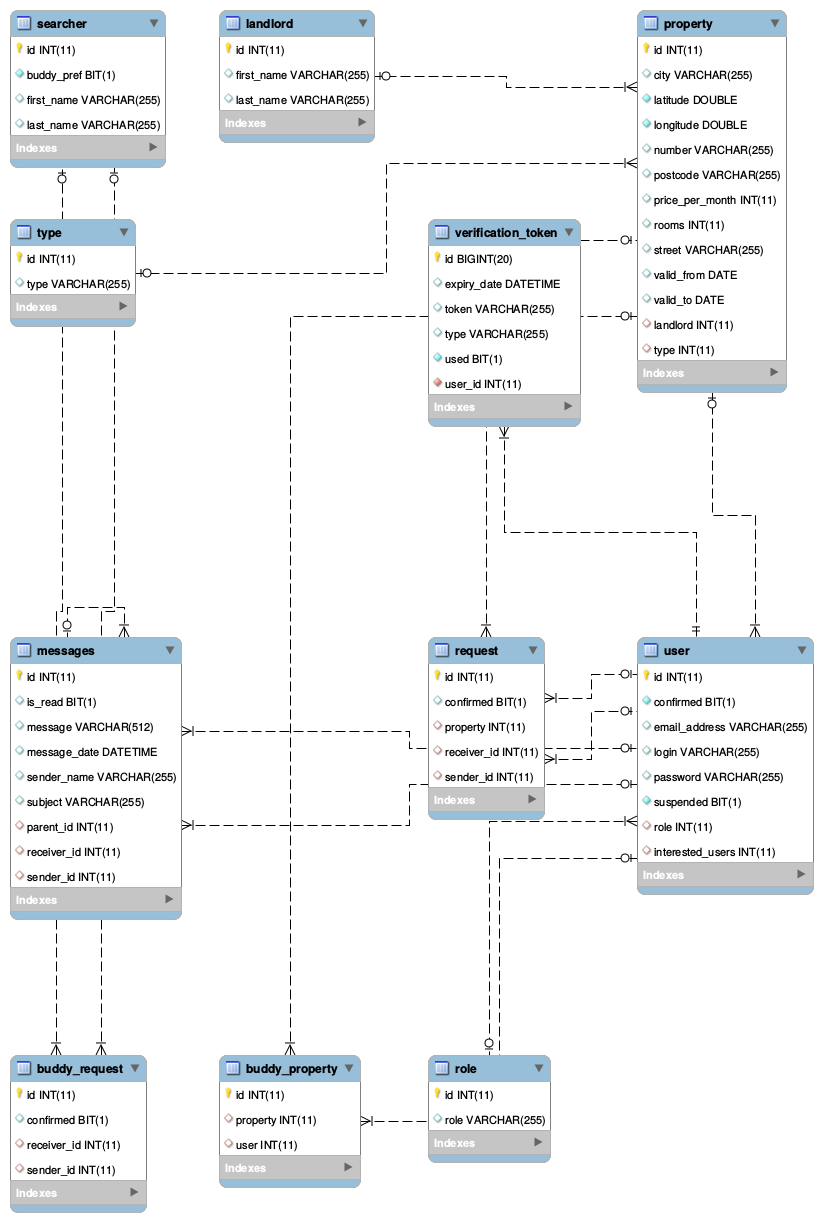 searcher
id INT(11)
buddy_pref BIT(1)
first_name VARCHAR(255)
last_name VARCHAR(255)
Indexes
landlord
id INT(11)
first_name VARCHAR(255)
last_name VARCHAR(255)
Indexes
property
id INT(11)
city VARCHAR(255)
latitude DOUBLE
longitude DOUBLE
number VARCHAR(255)
postcode VARCHAR(255)
price_per_month INT(11)
rooms INT(11)
street VARCHAR(255)
valid_from DATE
valid_to DATE
landlord INT(11)
type INT(11)
Indexes
type
id INT(11)
type VARCHAR(255)
Indexes
verification_token
id BIGINT(20)
expiry_date DATETIME
token VARCHAR(255)
type VARCHAR(255)
used BIT(1)
user_id INT(11)
Indexes
messages
id INT(11)
is_read BIT(1)
message VARCHAR(512)
message_date DATETIME
sender_name VARCHAR(255)
subject VARCHAR(255)
parent_id INT(11)
receiver_id INT(11)
sender_id INT(11)
Indexes
request
id INT(11)
confirmed BIT(1)
property INT(11)
receiver_id INT(11)
sender_id INT(11)
Indexes
user
id INT(11)
confirmed BIT(1)
email_address VARCHAR(255)
login VARCHAR(255)
password VARCHAR(255)
suspended BIT(1)
role INT(11)
interested_users INT(11)
Indexes
buddy_request
id INT(11)
confirmed BIT(1)
receiver_id INT(11)
sender_id INT(11)
Indexes
buddy_property
id INT(11)
property INT(11)
user INT(11)
Indexes
role
id INT(11)
role VARCHAR(255)
Indexes